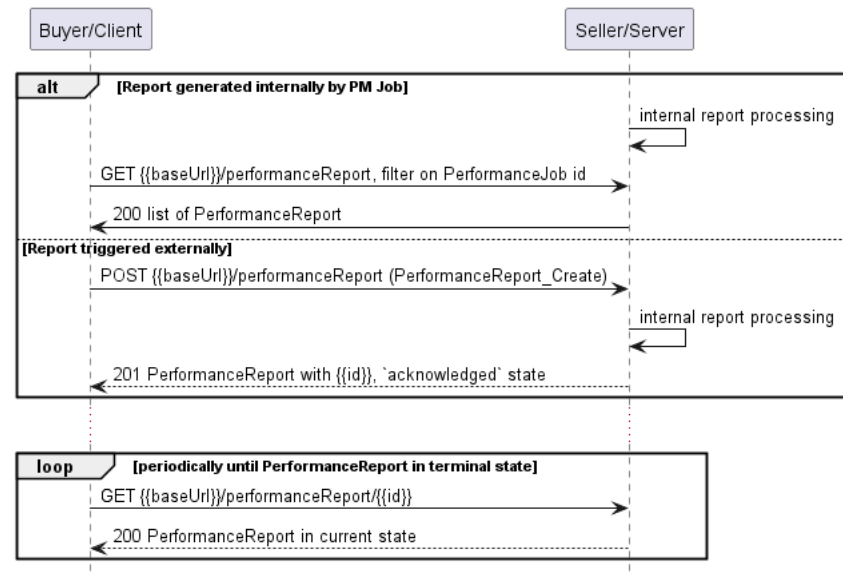 Buyer/Client
Seller/Server
alt
[Report generated internally by PM Job]
internal report processing
GET {{baseUrl}}/performanceReport, filter on PerformanceJob id
200 list of PerformanceReport
[Report triggered externally]
POST {{baseUrl}}/performanceReport (PerformanceReport_Create)
internal report processing
201 PerformanceReport with {{id}}, `acknowledged` state
loop
[periodically until PerformanceReport in terminal state]
GET {{baseUrl}}/performanceReport/{{id}}
200 PerformanceReport in current state